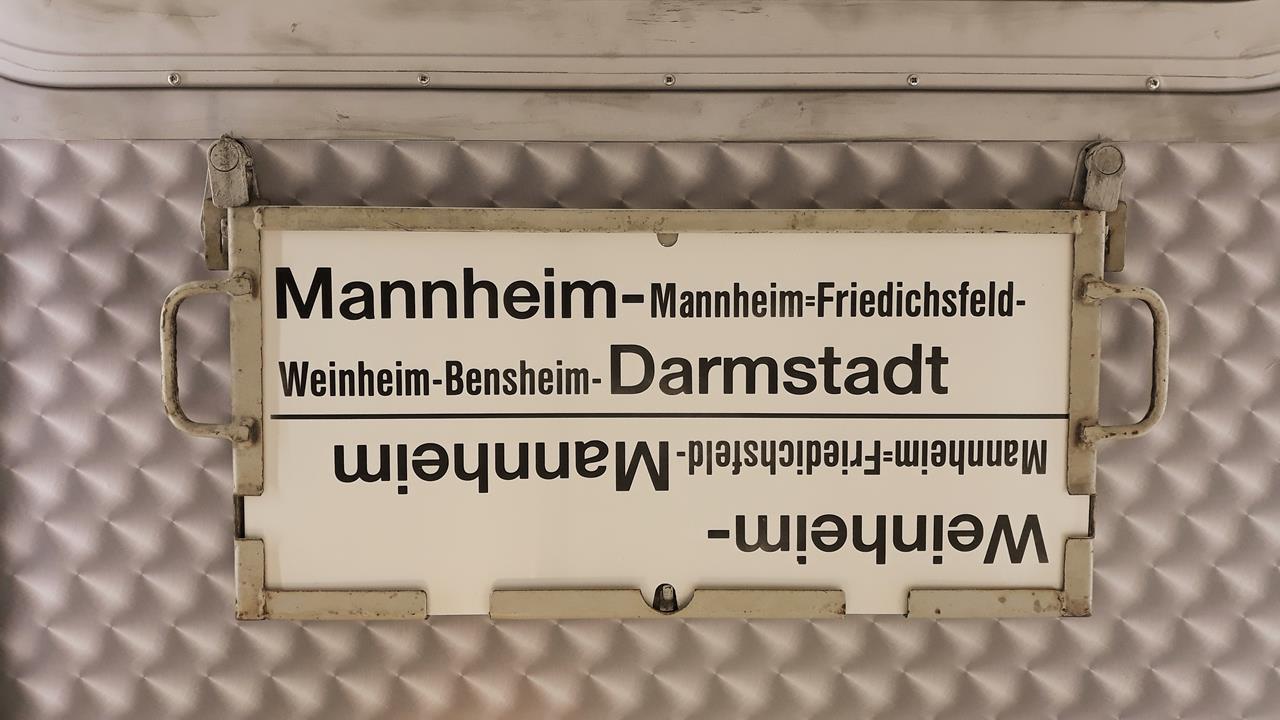 Mannheim-Mannheim=Friedichsfeld-
Weinheim-Bensheim-Darmstadt
Weinheim-
Mannheim=Friedichsfeld-Mannheim